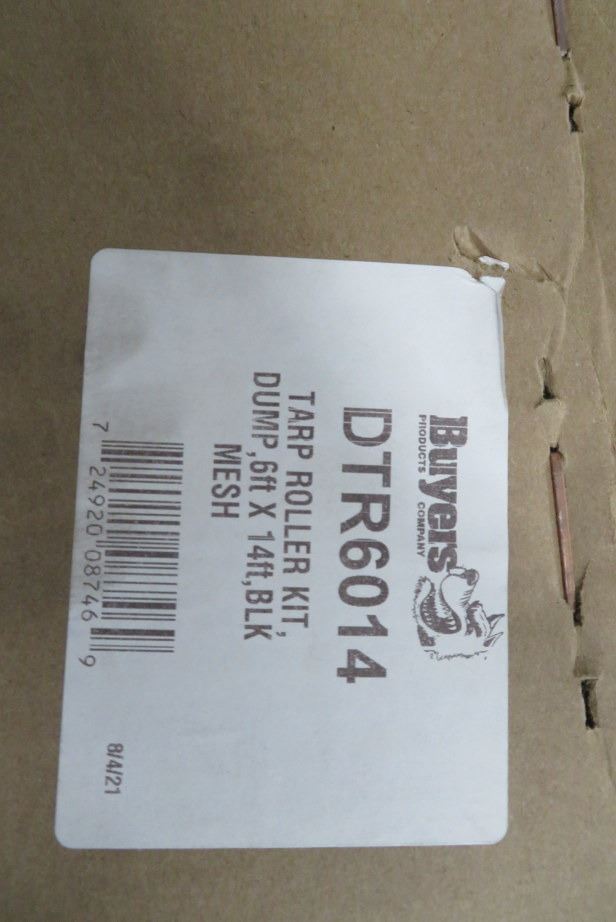 Buyers
PRODUCTS COMPANY
DTR6014
TARP ROLLER KIT,
DUMP,6ft X 14ft,BLK
MESH
7 24920 08746 9
8/4/21